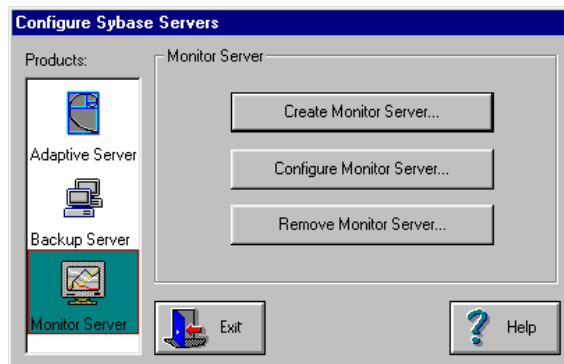 Configure Sybase Servers
Products:
Adaptive Server
Backup Server
Monitor Server
Monitor Server
Create Monitor Server...
Configure Monitor Server...
Remove Monitor Server...
Exit
Help